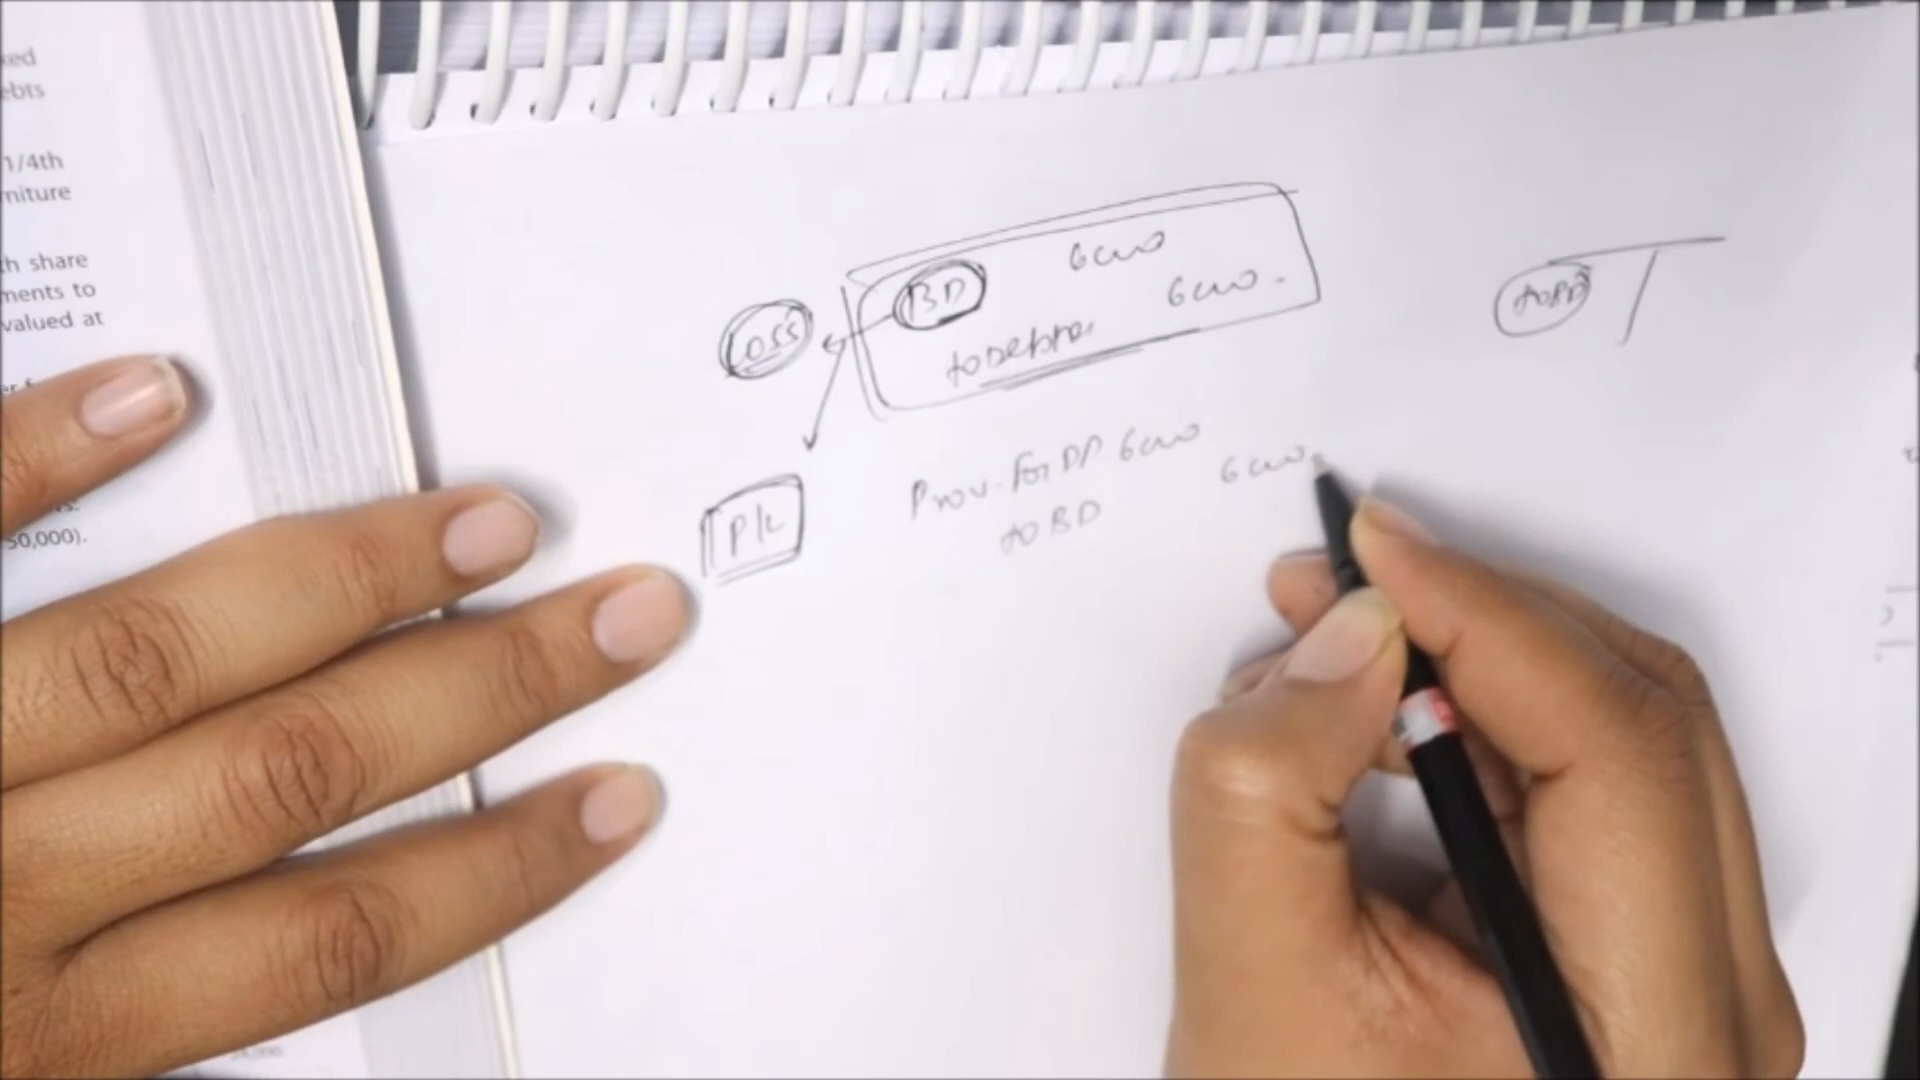 xed
ebts
1/4th
rniture
th share
ments to
valued at
50,000).
BD 6000
to Debtor 6000.
Loss
P/L
Prov. for DD 6000
to BD 6000
to BD